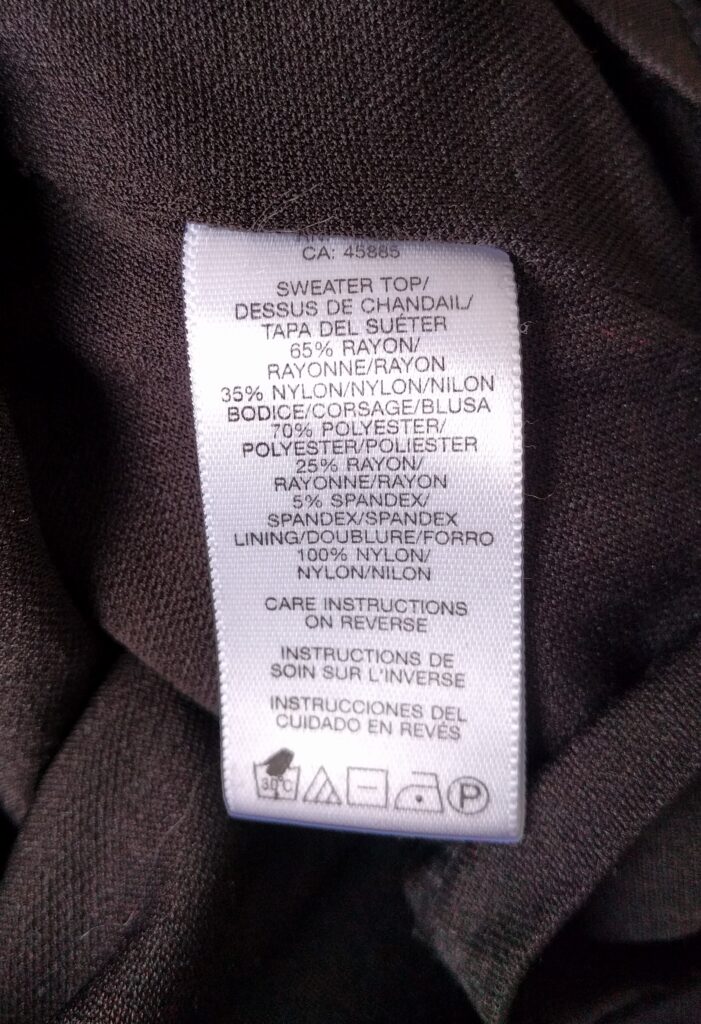 CA: 45885
SWEATER TOP/
DESSUS DE CHANDAIL/
TAPA DEL SUÉTER
65% RAYON/
RAYONNE/RAYON
35% NYLON/NYLON/NILON
BODICE/CORSAGE/BLUSA
70% POLYESTER/
POLYESTER/POLIESTER
25% RAYON/
RAYONNE/RAYON
5% SPANDEX/
SPANDEX/SPANDEX
LINING/DOUBLURE/FORRO
100% NYLON/
NYLON/NILON
CARE INSTRUCTIONS
ON REVERSE
INSTRUCTIONS DE
SOIN SUR L'INVERSE
INSTRUCCIONES DEL
CUIDADO EN REVÉS
30°C P